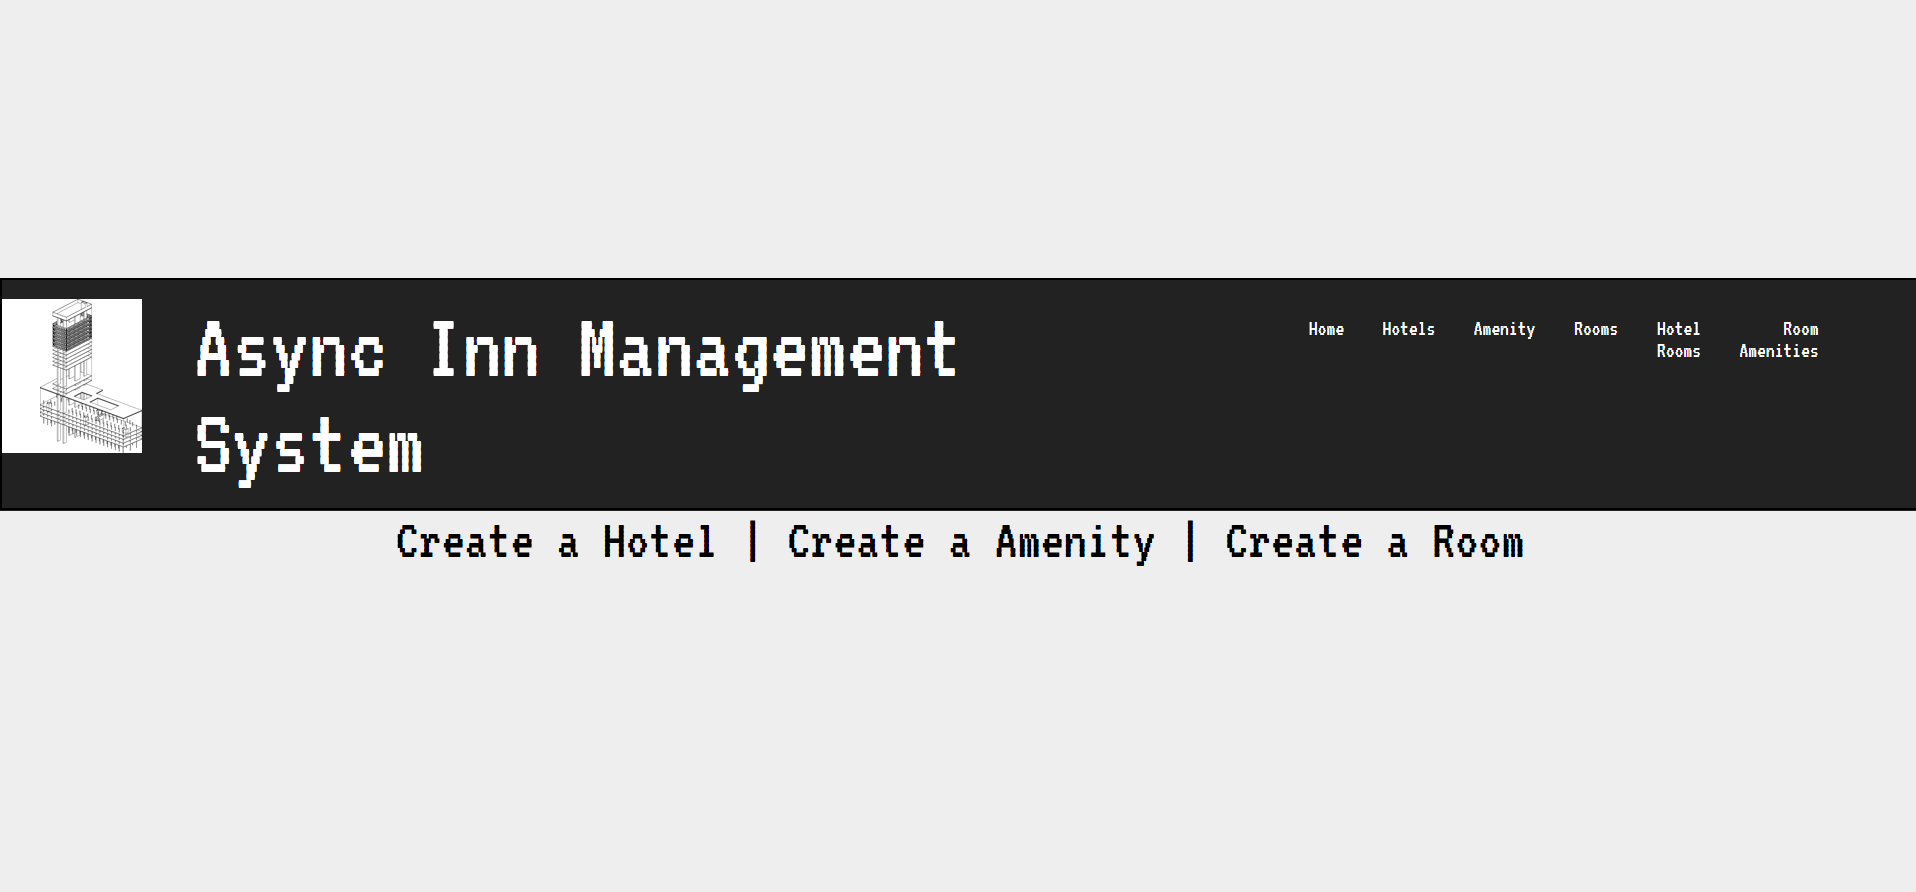 Async Inn Management
System
Home Hotels Amenity Rooms Hotel Rooms Room Amenities
Create a Hotel | Create a Amenity | Create a Room